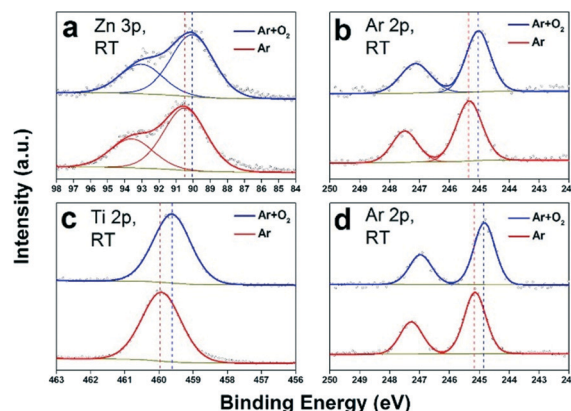 a Zn 3p, RT
Ar+O₂
Ar
98 97 96 95 94 93 92 91 90 89 88 87 86 85 84
b Ar 2p, RT
Ar+O₂
Ar
250 249 248 247 246 245 244 243 24
c Ti 2p, RT
Ar+O₂
Ar
463 462 461 460 459 458 457 456
d Ar 2p, RT
Ar+O₂
Ar
250 249 248 247 246 245 244 243 24
Intensity (a.u.)
Binding Energy (eV)